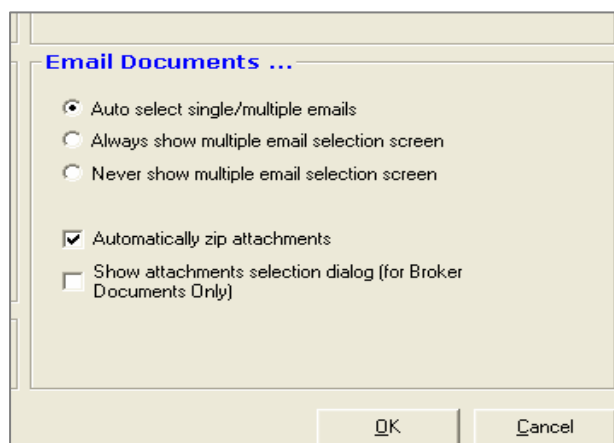 Email Documents ...
Auto select single/multiple emails
Always show multiple email selection screen
Never show multiple email selection screen
Automatically zip attachments
Show attachments selection dialog (for Broker
Documents Only)
OK
Cancel